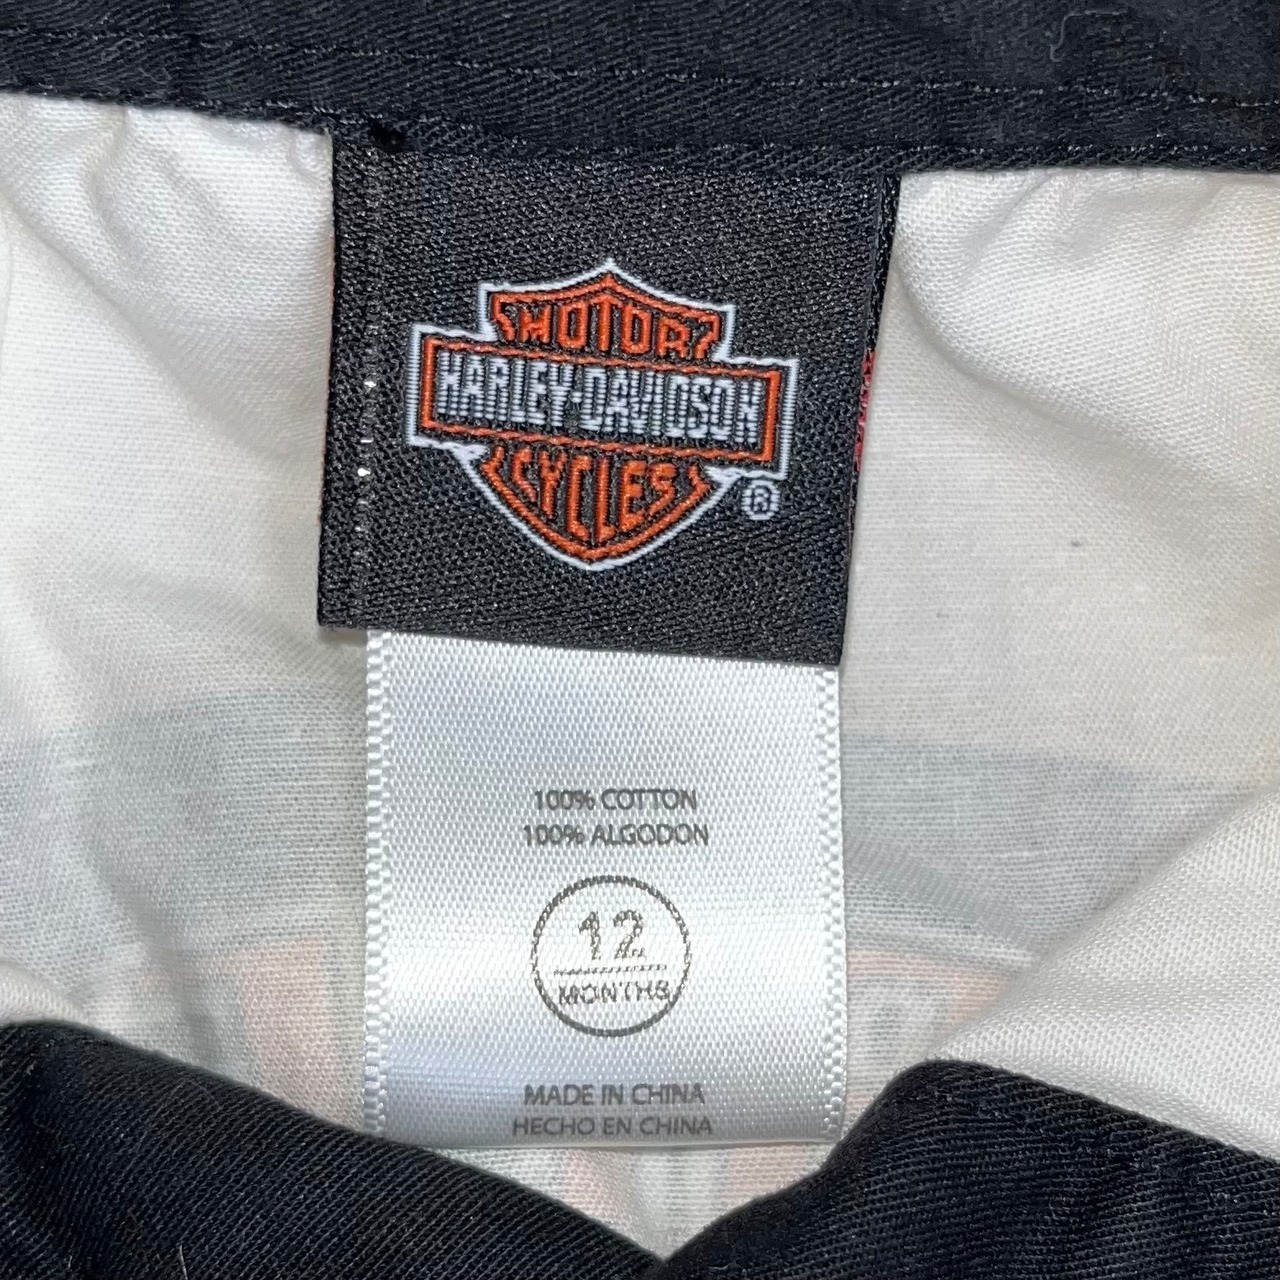 MOTOR
HARLEY-DAVIDSON
CYCLES
®
100% COTTON
100% ALGODON
12
MONTHS
MADE IN CHINA
HECHO EN CHINA